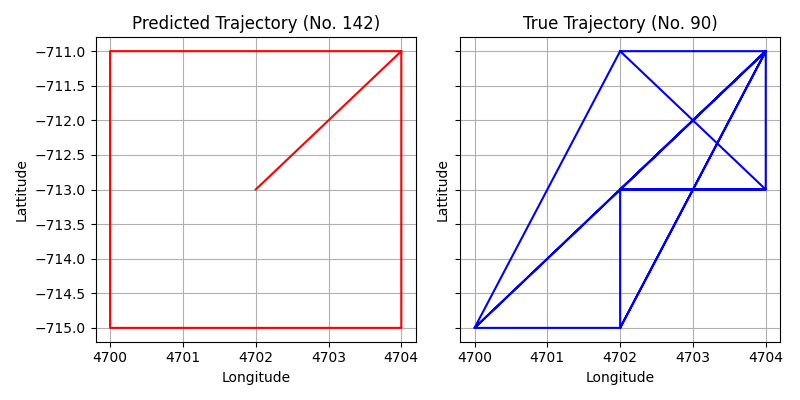 Predicted Trajectory (No. 142)
True Trajectory (No. 90)
−711.0
−711.5
−712.0
−712.5
−713.0
−713.5
−714.0
−714.5
−715.0
Lattitude
Lattitude
4700 4701 4702 4703 4704
4700 4701 4702 4703 4704
Longitude
Longitude